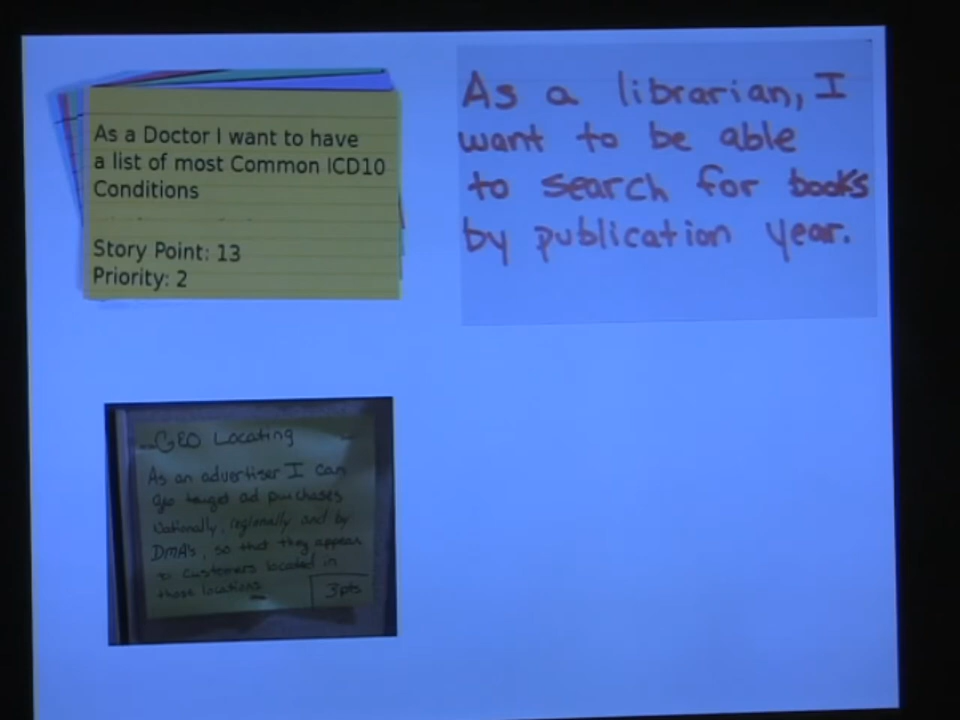 As a Doctor I want to have
a list of most Common ICD10
Conditions
Story Point: 13
Priority: 2
As a librarian, I
want to be able
to search for books
by publication year.
GEO Locating
As an advertiser I can
geo target ad purchases
Nationally, regionally and by
DMA's, so that they appear
to customers located in
those locations
3pts